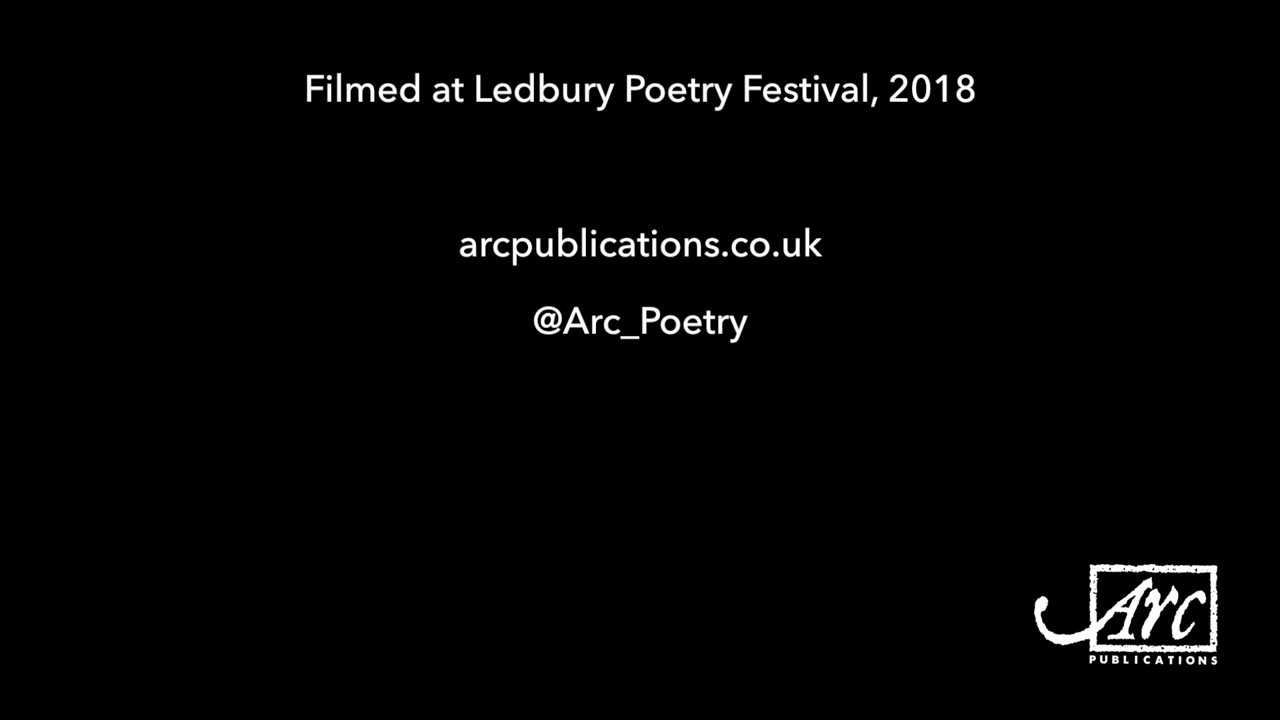 Filmed at Ledbury Poetry Festival, 2018
arcpublications.co.uk
@Arc_Poetry
Arc
PUBLICATIONS